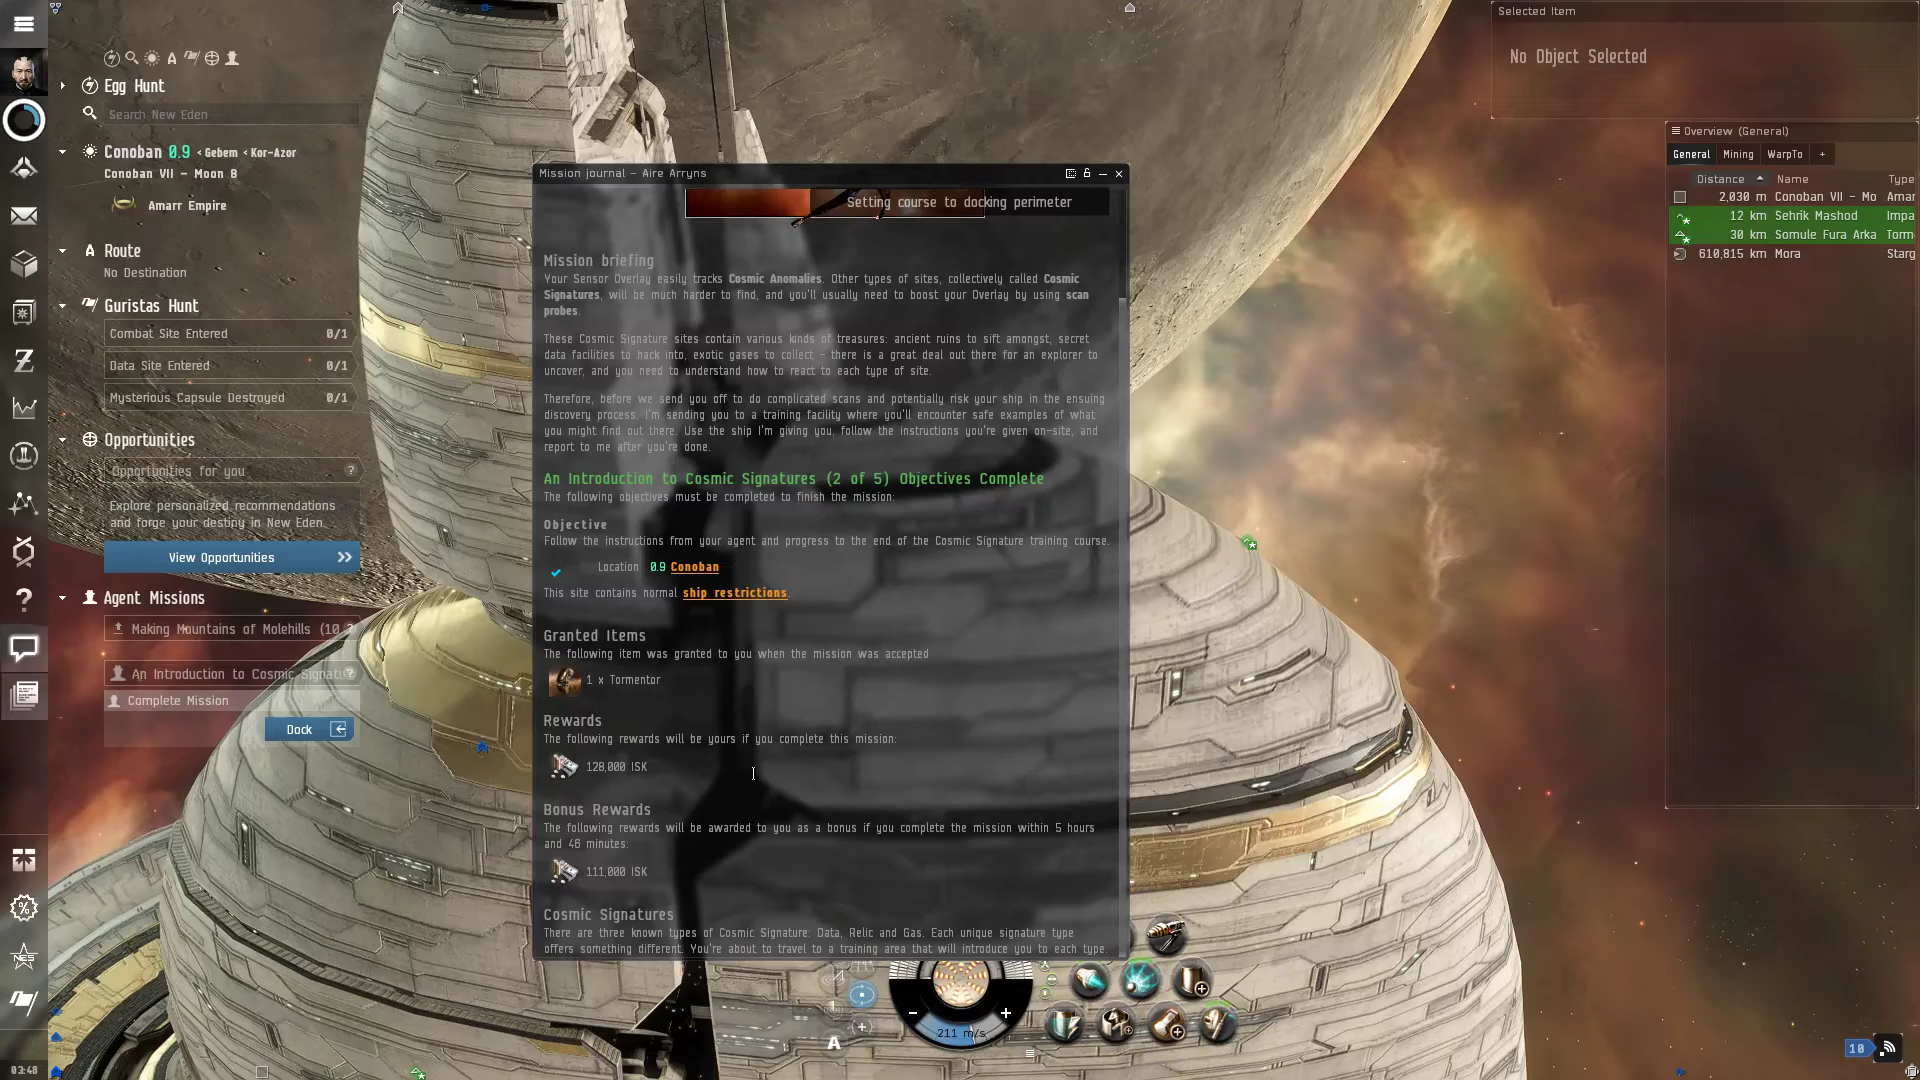 Egg Hunt
Search New Eden
Conoban 0.9 < Gebem < Kor-Azor
Conoban VII - Moon 8
Amarr Empire
Route
No Destination
Guristas Hunt
Combat Site Entered 0/1
Data Site Entered 0/1
Mysterious Capsule Destroyed 0/1
Opportunities
Opportunities for you ?
Explore personalized recommendations
and forge your destiny in New Eden.
View Opportunities
Agent Missions
Making Mountains of Molehills (10
An Introduction to Cosmic Signat
Complete Mission
Dock
03:48
Mission journal - Aire Arryns
Setting course to docking perimeter
Mission briefing
Your Sensor Overlay easily tracks Cosmic Anomalies. Other types of sites, collectively called Cosmic
Signatures, will be much harder to find, and you'll usually need to boost your Overlay by using scan
probes.
These Cosmic Signature sites contain various kinds of treasures: ancient ruins to sift amongst, secret
data facilities to hack into, exotic gases to collect - there is a great deal out there for an explorer to
uncover, and you need to understand how to react to each type of site.
Therefore, before we send you off to do complicated scans and potentially risk your ship in the ensuing
discovery process, I'm sending you to a training facility where you'll encounter safe examples of what
you might find out there. Use the ship I'm giving you, follow the instructions you're given on-site, and
report to me after you're done.
An Introduction to Cosmic Signatures (2 of 5) Objectives Complete
The following objectives must be completed to finish the mission:
Objective
Follow the instructions from your agent and progress to the end of the Cosmic Signature training course.
Location 0.9 Conoban
This site contains normal ship restrictions.
Granted Items
The following item was granted to you when the mission was accepted
1 x Tormentor
Rewards
The following rewards will be yours if you complete this mission:
128,000 ISK
Bonus Rewards
The following rewards will be awarded to you as a bonus if you complete the mission within 5 hours
and 46 minutes:
111,000 ISK
Cosmic Signatures
There are three known types of Cosmic Signature: Data, Relic and Gas. Each unique signature type
offers something different. You're about to travel to a training area that will introduce you to each type.
211 m/s
A
Selected Item
No Object Selected
Overview (General)
General Mining WarpTo +
Distance Name Type
2,030 m Conoban VII - Mo Amar
12 km Sehrik Mashod Impa
30 km Somule Fura Arka Torm
610,815 km Mora Starg
10